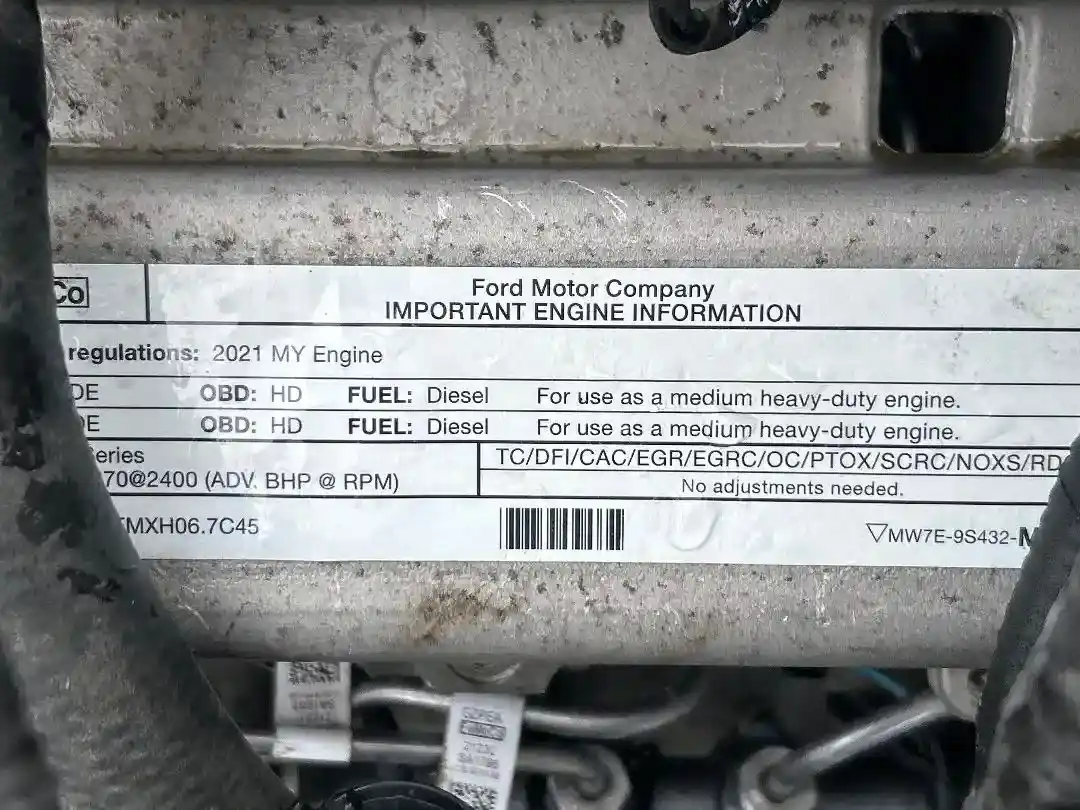 Co
Ford Motor Company
IMPORTANT ENGINE INFORMATION
regulations: 2021 MY Engine
DE OBD: HD FUEL: Diesel For use as a medium heavy-duty engine.
DE OBD: HD FUEL: Diesel For use as a medium heavy-duty engine.
eries
TC/DFI/CAC/EGR/EGRC/OC/PTOX/SCRC/NOXS/RDQ
70@2400 (ADV. BHP @ RPM)
No adjustments needed.
MXH06.7C45
MW7E-9S432-